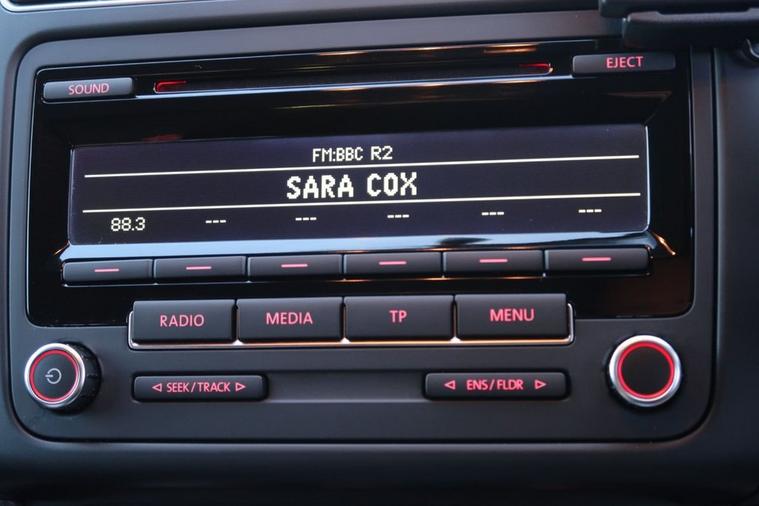 SOUND
EJECT
FM:BBC R2
SARA COX
88.3 --- --- --- --- ---
RADIO MEDIA TP MENU
SEEK/TRACK ENS/FLDR